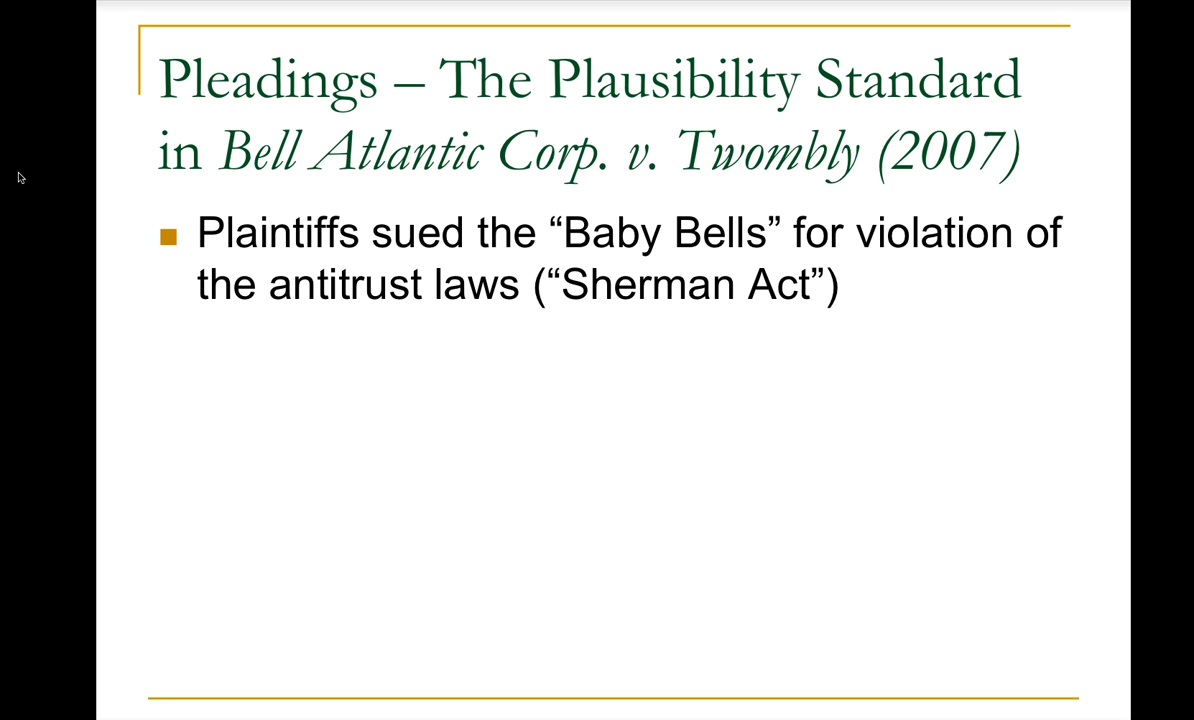 Pleadings – The Plausibility Standard
in Bell Atlantic Corp. v. Twombly (2007)
Plaintiffs sued the “Baby Bells” for violation of
the antitrust laws (“Sherman Act”)